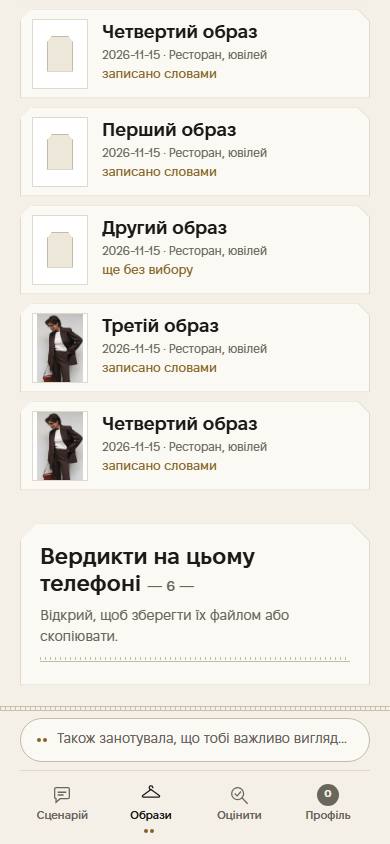 Четвертий образ
2026-11-15 · Ресторан, ювілей
записано словами
Перший образ
2026-11-15 · Ресторан, ювілей
записано словами
Другий образ
2026-11-15 · Ресторан, ювілей
ще без вибору
Третій образ
2026-11-15 · Ресторан, ювілей
записано словами
Четвертий образ
2026-11-15 · Ресторан, ювілей
записано словами
Вердикти на цьому
телефоні — 6 —
Відкрий, щоб зберегти їх файлом або
скопіювати.
Також занотувала, що тобі важливо вигляд...
Сценарій
Образи
Оцінити
0
Профіль